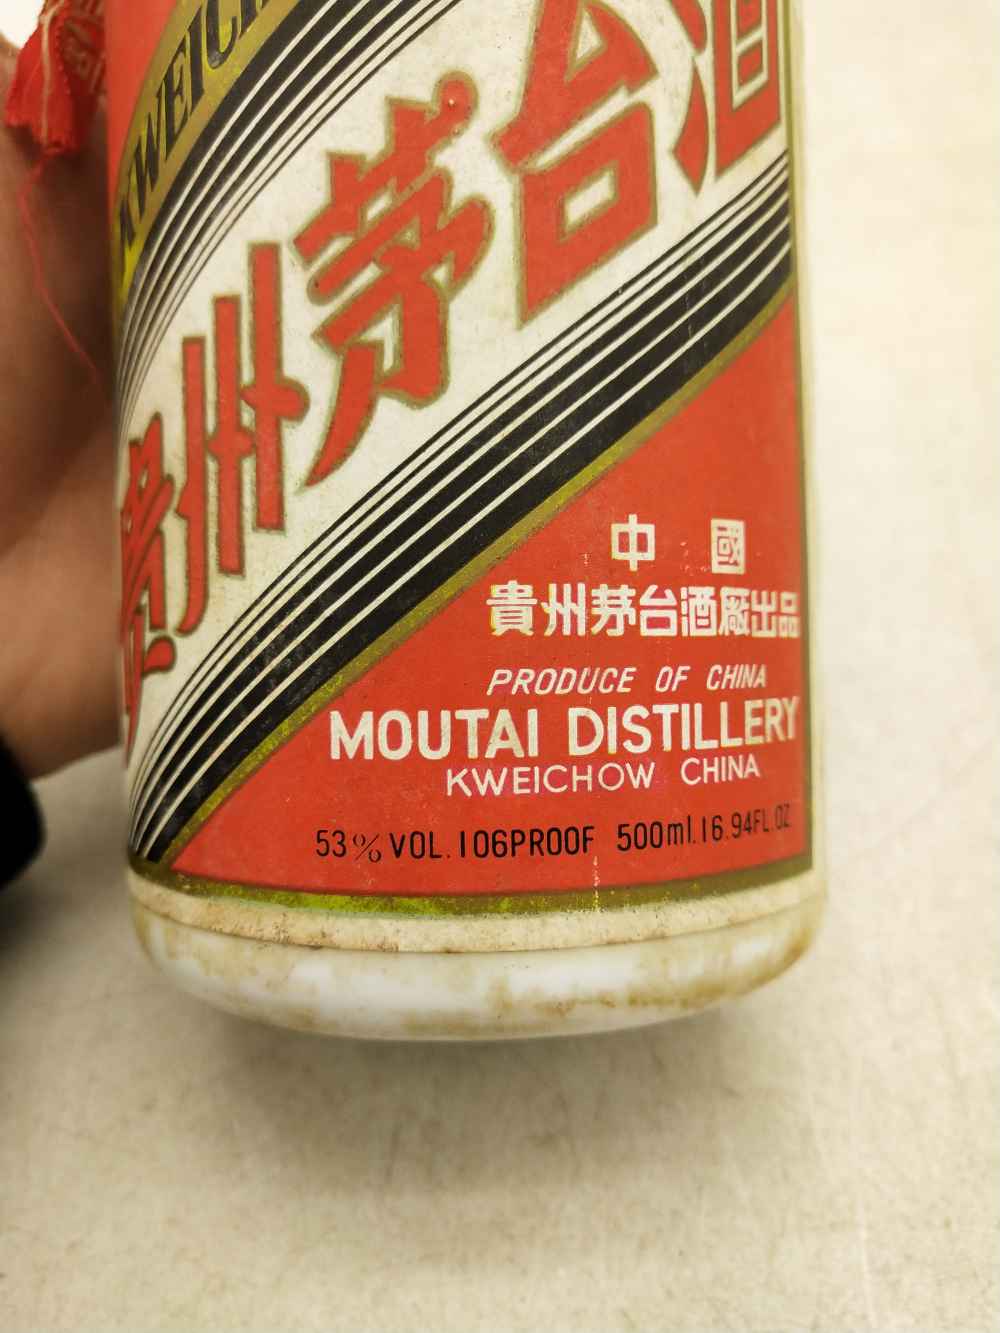 KWEICH
貴州茅台酒
中國
貴州茅台酒廠出品
PRODUCE OF CHINA
MOUTAI DISTILLERY
KWEICHOW CHINA
53% VOL. 106PROOF 500ml. 16.94FL.OZ